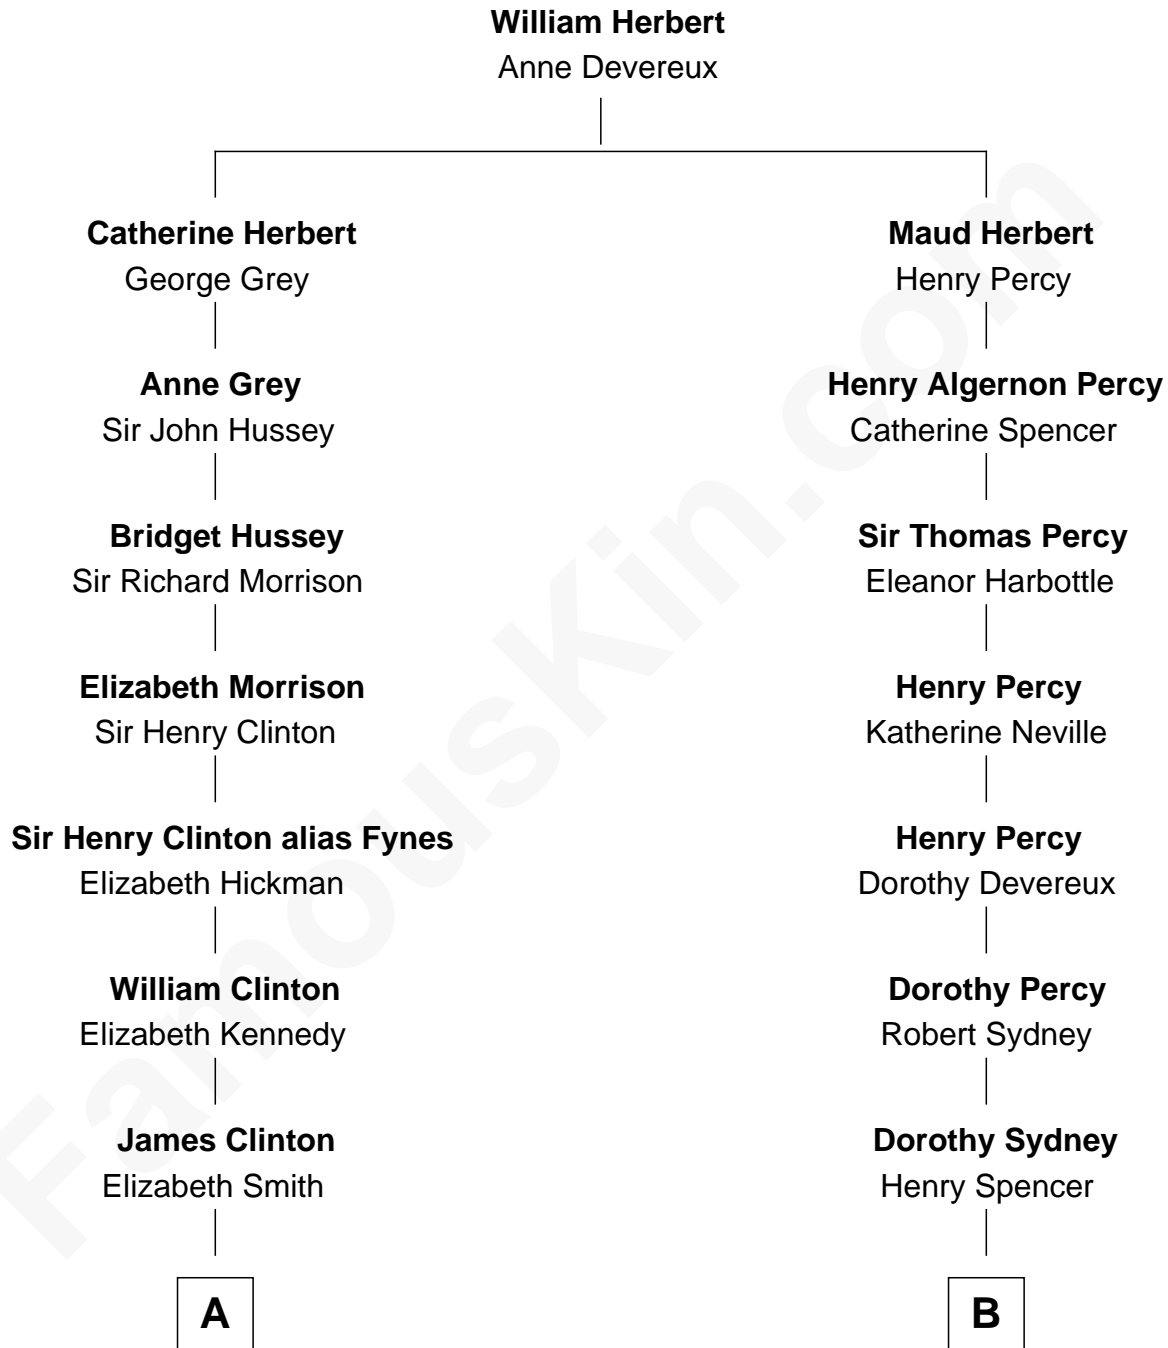 William Herbert
Anne Devereux
Catherine Herbert
George Grey
Maud Herbert
Henry Percy
Anne Grey
Sir John Hussey
Henry Algernon Percy
Catherine Spencer
Bridget Hussey
Sir Richard Morrison
Sir Thomas Percy
Eleanor Harbottle
Elizabeth Morrison
Sir Henry Clinton
Henry Percy
Katherine Neville
Sir Henry Clinton alias Fynes
Elizabeth Hickman
Henry Percy
Dorothy Devereux
William Clinton
Elizabeth Kennedy
Dorothy Percy
Robert Sydney
James Clinton
Elizabeth Smith
Dorothy Sydney
Henry Spencer
A
B
FamousKin.com